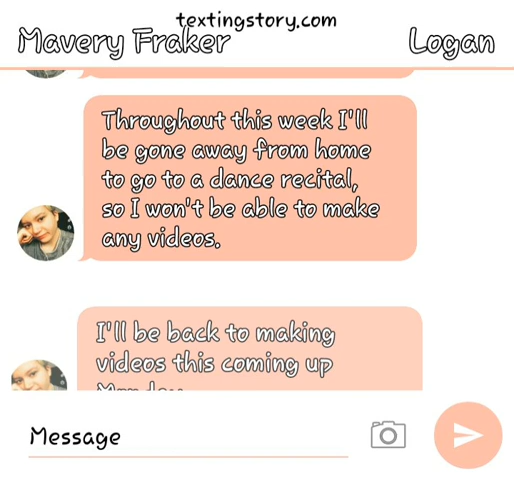 textingstory.com
Mavery Fraker
Logan
Throughout this week I'll
be gone away from home
to go to a dance recital,
so I won't be able to make
any videos.
I'll be back to making
videos this coming up
Message